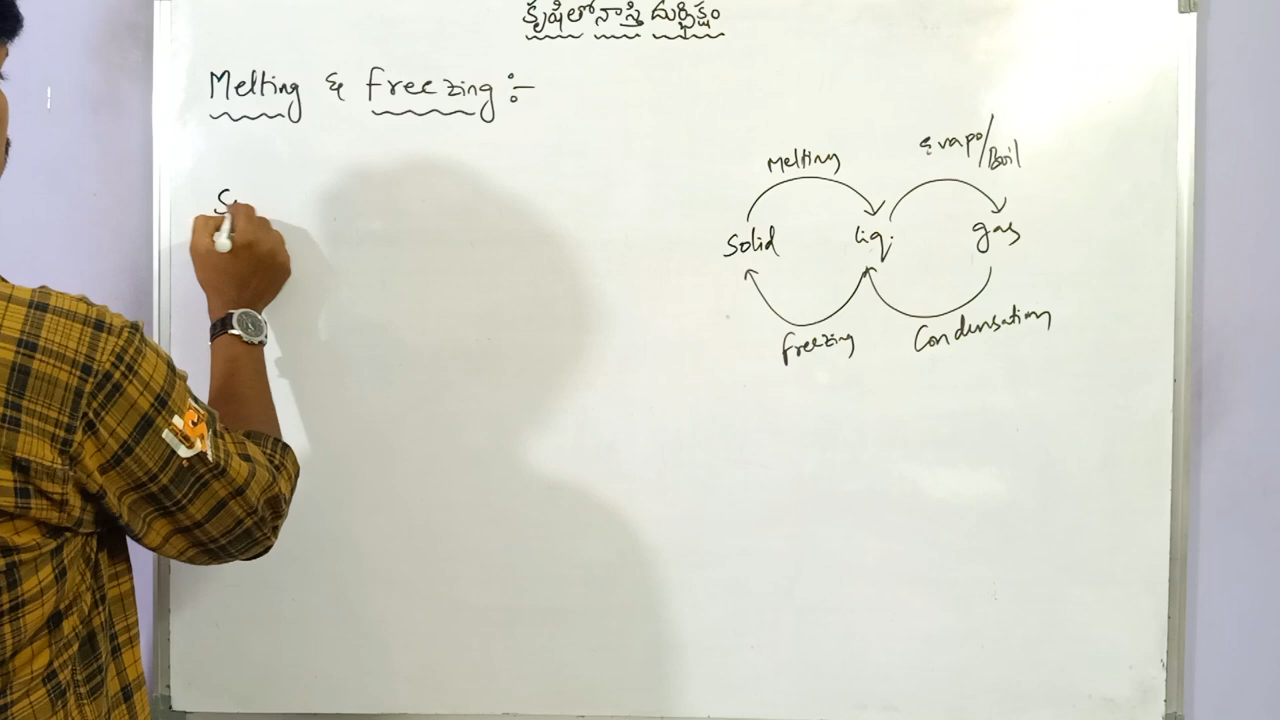 కృషితో నాస్తి దుర్భిక్షం
Melting & freezing :-
S
Melting
Evapo/Boil
Solid
liq.
gas
freezing
Condensation